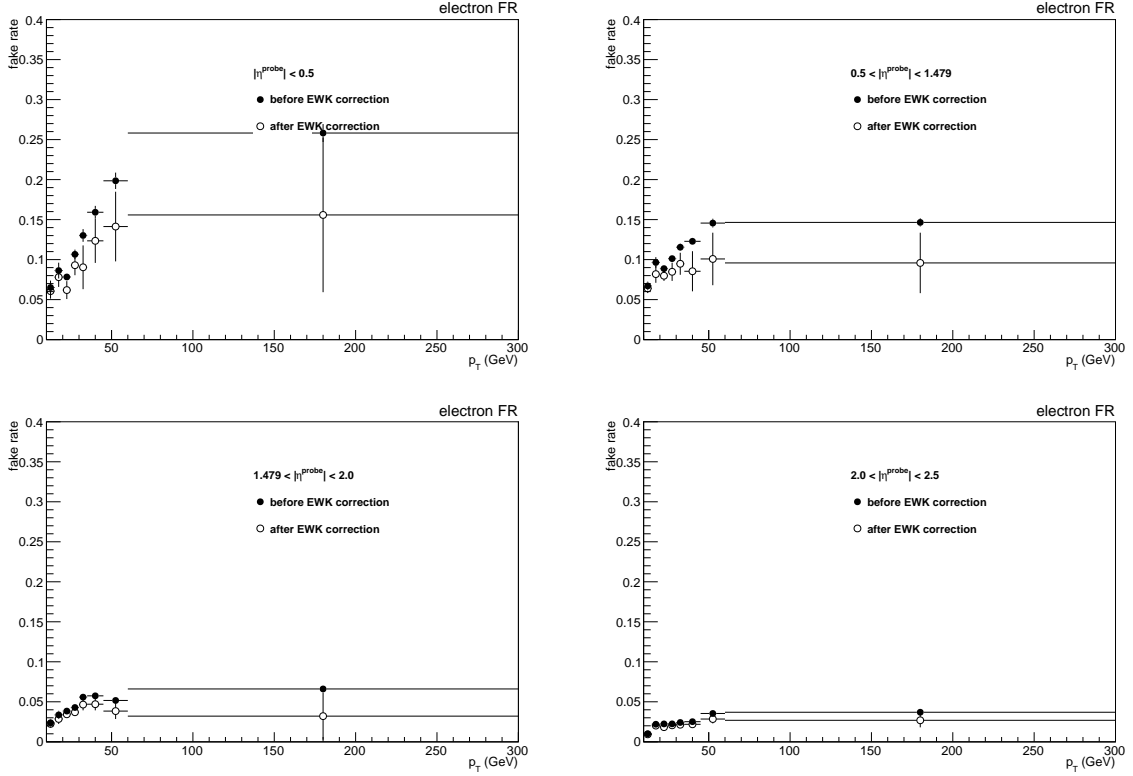 electron FR
fake rate
0.4
0.35
0.3
0.25
0.2
0.15
0.1
0.05
0
|η^probe| < 0.5
before EWK correction
after EWK correction
50 100 150 200 250 300
p_T (GeV)
electron FR
fake rate
0.4
0.35
0.3
0.25
0.2
0.15
0.1
0.05
0
0.5 < |η^probe| < 1.479
before EWK correction
after EWK correction
50 100 150 200 250 300
p_T (GeV)
electron FR
fake rate
0.4
0.35
0.3
0.25
0.2
0.15
0.1
0.05
0
1.479 < |η^probe| < 2.0
before EWK correction
after EWK correction
50 100 150 200 250 300
p_T (GeV)
electron FR
fake rate
0.4
0.35
0.3
0.25
0.2
0.15
0.1
0.05
0
2.0 < |η^probe| < 2.5
before EWK correction
after EWK correction
50 100 150 200 250 300
p_T (GeV)